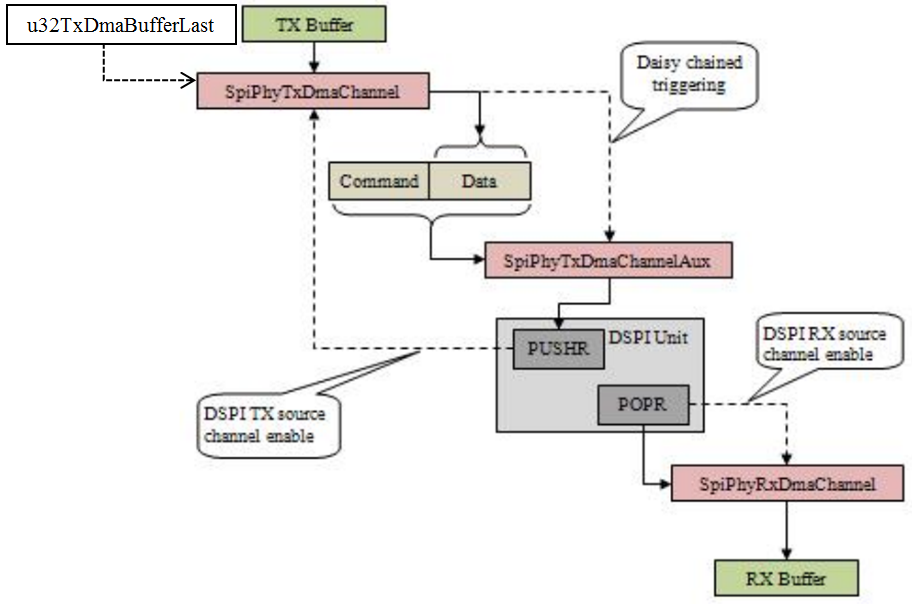 u32TxDmaBufferLast
TX Buffer
SpiPhyTxDmaChannel
Daisy chained
triggering
Command
Data
SpiPhyTxDmaChannelAux
PUSHR
DSPI Unit
DSPI RX source
channel enable
POPR
DSPI TX source
channel enable
SpiPhyRxDmaChannel
RX Buffer